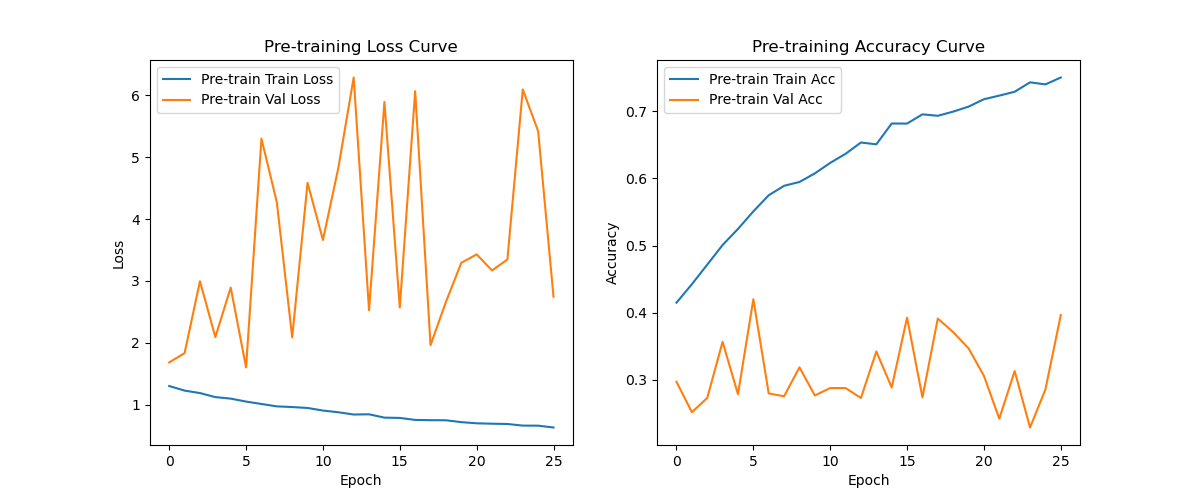 Pre-training Loss Curve
Pre-train Train Loss
Pre-train Val Loss
Loss
6
5
4
3
2
1
0 5 10 15 20 25
Epoch
Pre-training Accuracy Curve
Pre-train Train Acc
Pre-train Val Acc
Accuracy
0.7
0.6
0.5
0.4
0.3
0 5 10 15 20 25
Epoch